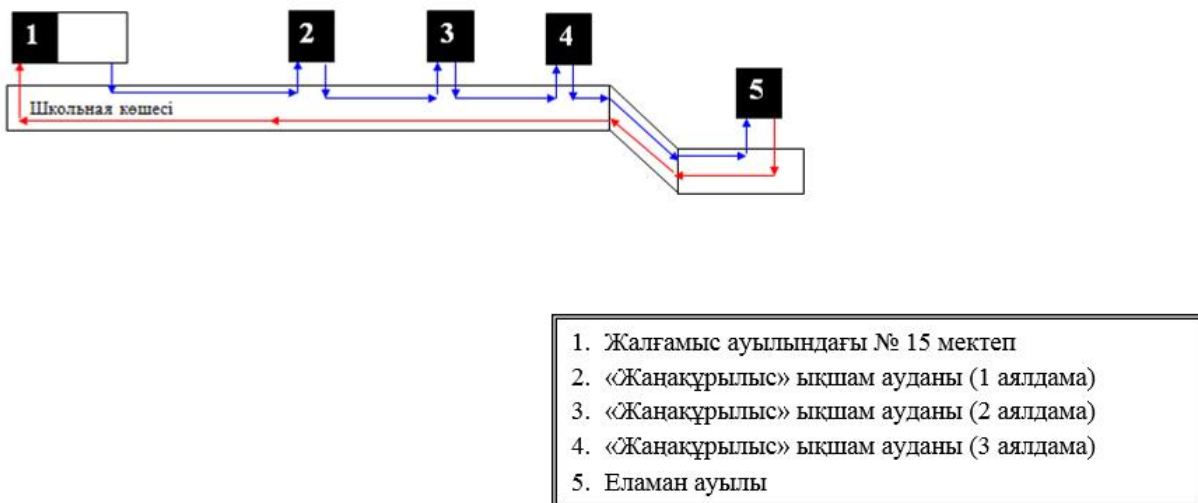 1
2
3
4
5
Школьная көшесі
1. Жалғамыс ауылындағы № 15 мектеп
2. «Жаңақұрылыс» ықшам ауданы (1 аялдама)
3. «Жаңақұрылыс» ықшам ауданы (2 аялдама)
4. «Жаңақұрылыс» ықшам ауданы (3 аялдама)
5. Еламан ауылы